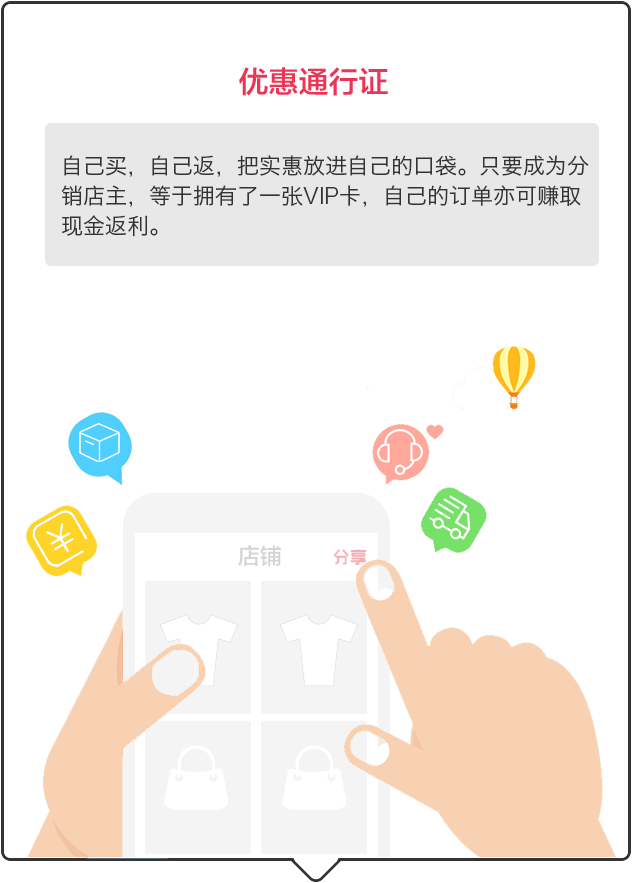 优惠通行证
自己买，自己返，把实惠放进自己的口袋。只要成为分
销店主，等于拥有了一张VIP卡，自己的订单亦可赚取
现金返利。
店铺
分享